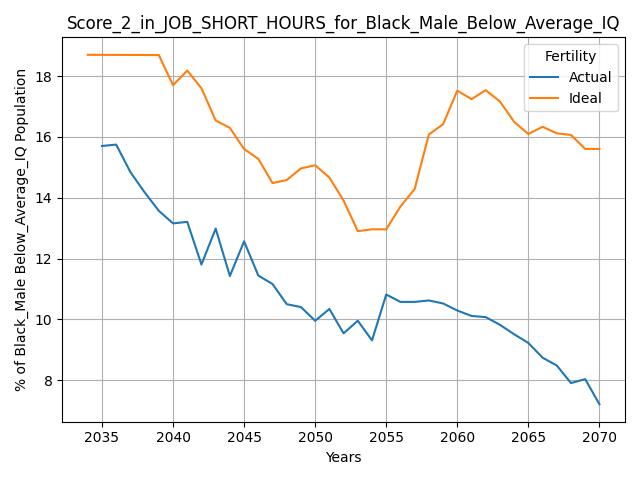 Score_2_in_JOB_SHORT_HOURS_for_Black_Male_Below_Average_IQ
Fertility
Actual
Ideal
% of Black_Male Below_Average_IQ Population
18
16
14
12
10
8
2035 2040 2045 2050 2055 2060 2065 2070
Years